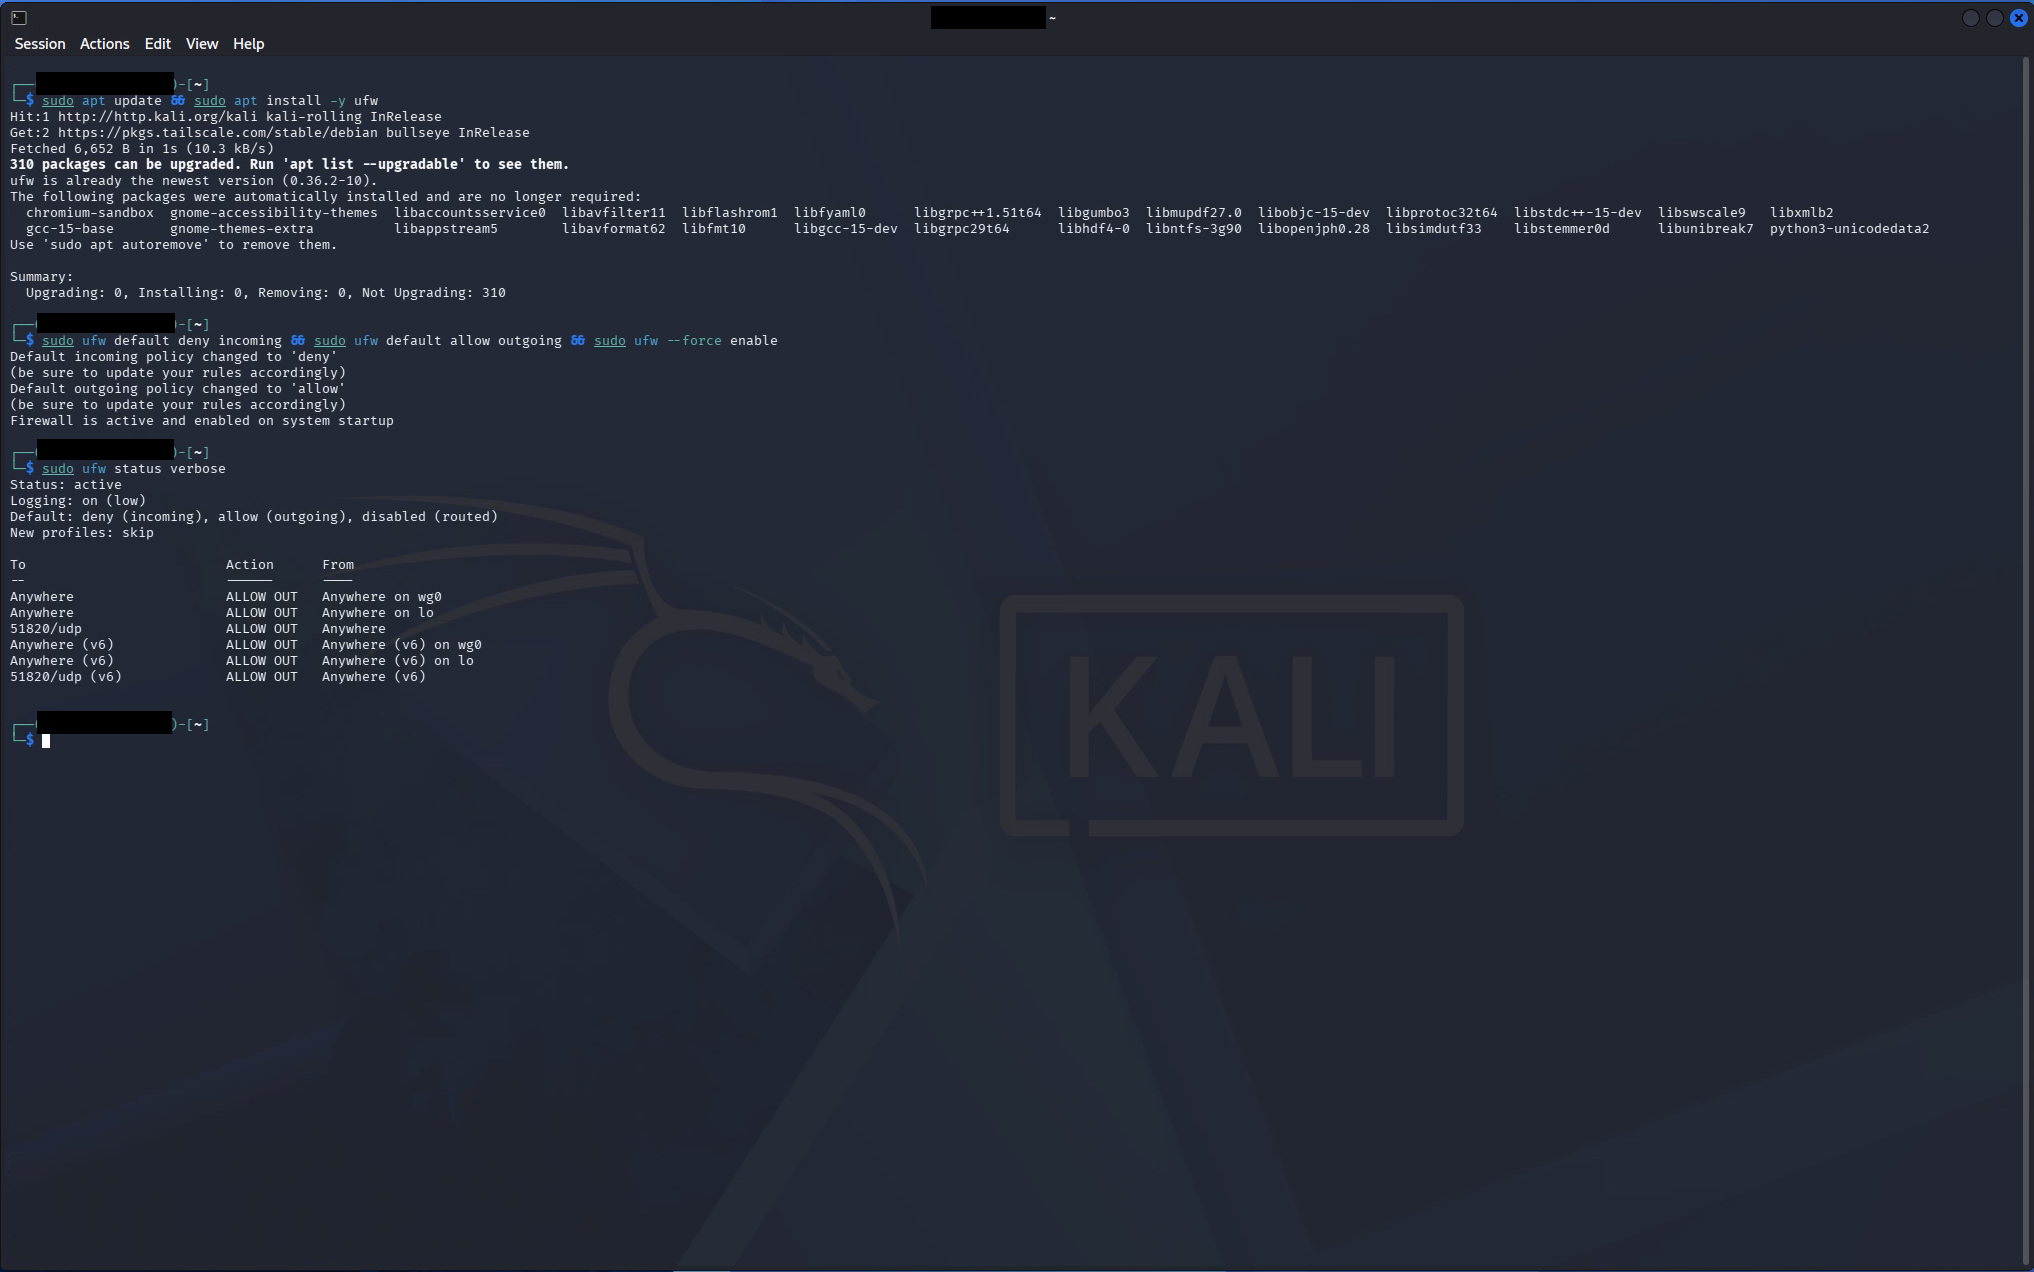 ~
Session Actions Edit View Help
┌──( )-[~]
└─$ sudo apt update && sudo apt install -y ufw
Hit:1 http://http.kali.org/kali kali-rolling InRelease
Get:2 https://pkgs.tailscale.com/stable/debian bullseye InRelease
Fetched 6,652 B in 1s (10.3 kB/s)
310 packages can be upgraded. Run 'apt list --upgradable' to see them.
ufw is already the newest version (0.36.2-10).
The following packages were automatically installed and are no longer required:
  chromium-sandbox  gnome-accessibility-themes  libaccountsservice0  libavfilter11  libflashrom1  libfyaml0      libgrpc++1.51t64  libgumbo3  libmupdf27.0  libobjc-15-dev  libprotoc32t64  libstdc++-15-dev  libswscale9   libxmlb2
  gcc-15-base       gnome-themes-extra          libappstream5        libavformat62  libfmt10      libgcc-15-dev  libgrpc29t64      libhdf4-0  libntfs-3g90  libopenjph0.28  libsimdutf33    libstemmer0d      libunibreak7  python3-unicodedata2
Use 'sudo apt autoremove' to remove them.
Summary:
  Upgrading: 0, Installing: 0, Removing: 0, Not Upgrading: 310
┌──( )-[~]
└─$ sudo ufw default deny incoming && sudo ufw default allow outgoing && sudo ufw --force enable
Default incoming policy changed to 'deny'
(be sure to update your rules accordingly)
Default outgoing policy changed to 'allow'
(be sure to update your rules accordingly)
Firewall is active and enabled on system startup
┌──( )-[~]
└─$ sudo ufw status verbose
Status: active
Logging: on (low)
Default: deny (incoming), allow (outgoing), disabled (routed)
New profiles: skip
To                         Action      From
--                         ------      ----
Anywhere                   ALLOW OUT   Anywhere on wg0
Anywhere                   ALLOW OUT   Anywhere on lo
51820/udp                  ALLOW OUT   Anywhere
Anywhere (v6)              ALLOW OUT   Anywhere (v6) on wg0
Anywhere (v6)              ALLOW OUT   Anywhere (v6) on lo
51820/udp (v6)             ALLOW OUT   Anywhere (v6)
┌──( )-[~]
└─$
KALI